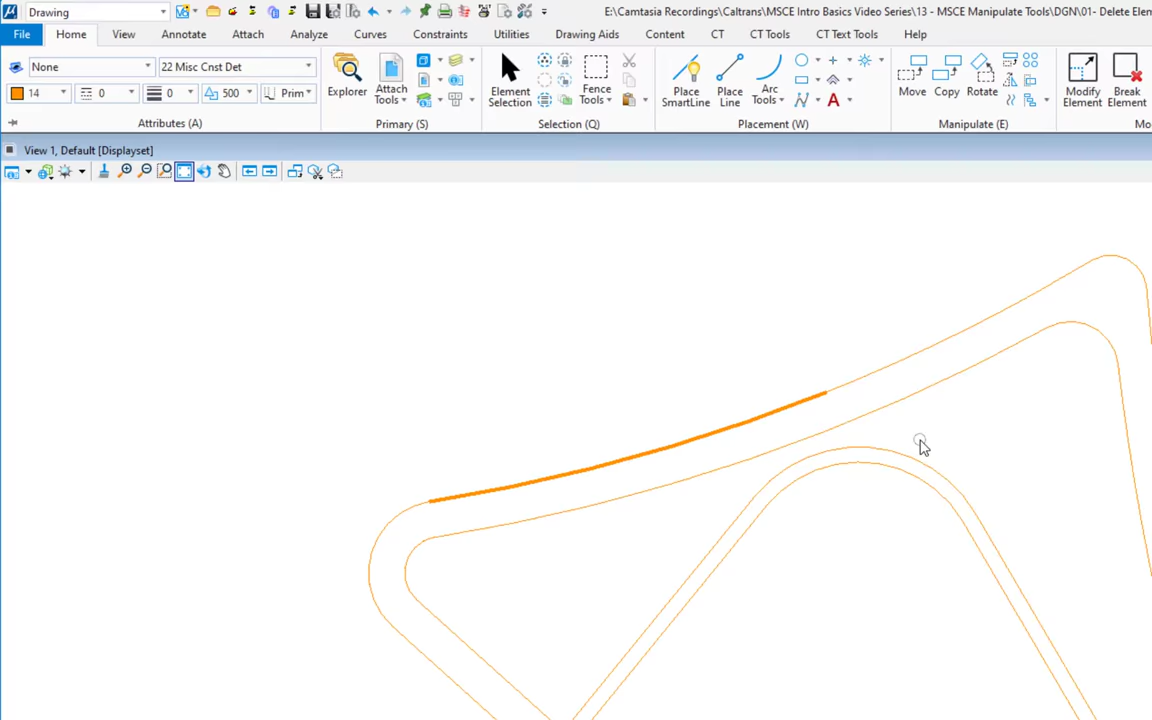 Drawing E:\Camtasia Recordings\Caltrans\MSCE Intro Basics Video Series\13 - MSCE Manipulate Tools\DGN\01- Delete Elem
File Home View Annotate Attach Analyze Curves Constraints Utilities Drawing Aids Content CT CT Tools CT Text Tools Help
None 22 Misc Cnst Det
14 0 0 500 Prim
Explorer Attach Tools Element Selection Fence Tools Place SmartLine Place Line Arc Tools A Move Copy Rotate Modify Element Break Element
Attributes (A) Primary (S) Selection (Q) Placement (W) Manipulate (E) Mo
View 1, Default [Displayset]